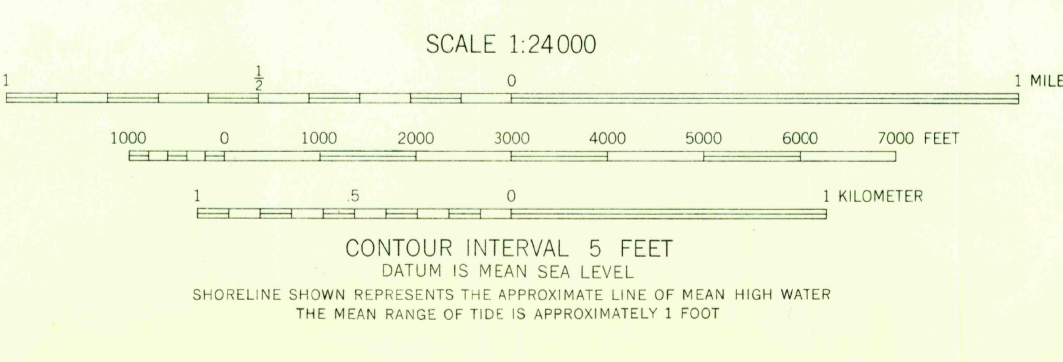 SCALE 1:24000
1 1/2 0 1 MILE
1000 0 1000 2000 3000 4000 5000 6000 7000 FEET
1 .5 0 1 KILOMETER
CONTOUR INTERVAL 5 FEET
DATUM IS MEAN SEA LEVEL
SHORELINE SHOWN REPRESENTS THE APPROXIMATE LINE OF MEAN HIGH WATER
THE MEAN RANGE OF TIDE IS APPROXIMATELY 1 FOOT